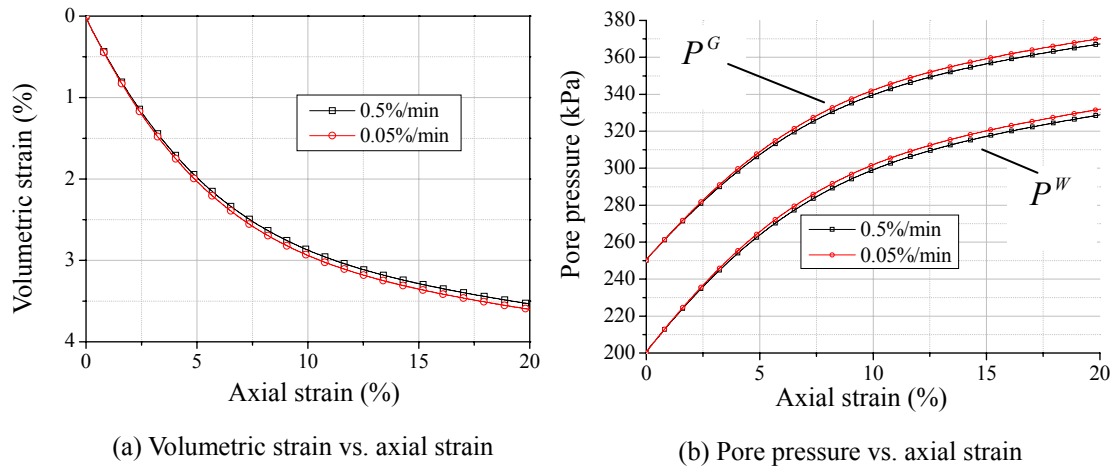 0
1
2
3
4
Volumetric strain (%)
0.5%/min
0.05%/min
0 5 10 15 20
Axial strain (%)
(a) Volumetric strain vs. axial strain
380
360
340
320
300
280
260
240
220
200
Pore pressure (kPa)
P^G
P^W
0.5%/min
0.05%/min
0 5 10 15 20
Axial strain (%)
(b) Pore pressure vs. axial strain